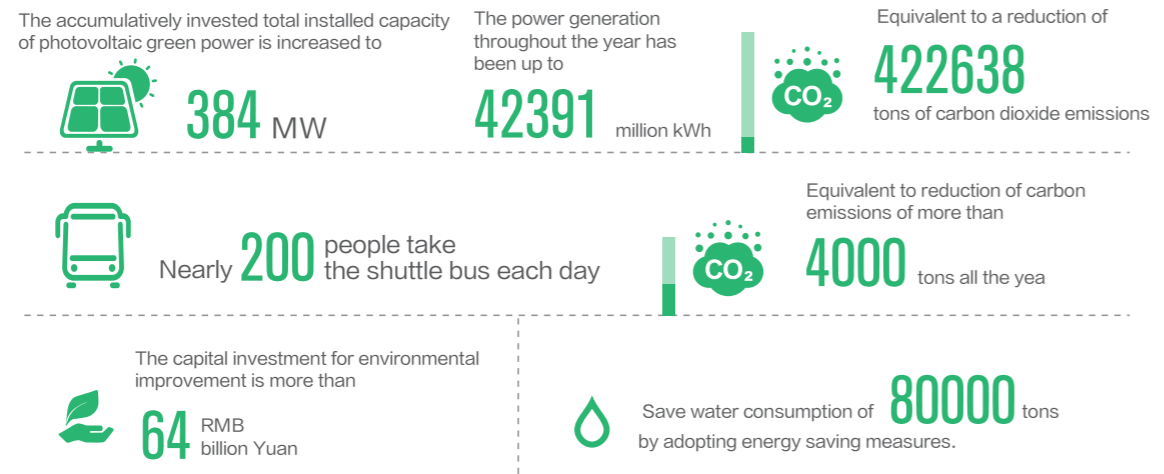 The accumulatively invested total installed capacity
of photovoltaic green power is increased to
384 MW
The power generation
throughout the year has
been up to
42391 million kWh
CO₂
Equivalent to a reduction of
422638
tons of carbon dioxide emissions
Nearly 200 people take
the shuttle bus each day
CO₂
Equivalent to reduction of carbon
emissions of more than
4000 tons all the yea
The capital investment for environmental
improvement is more than
64 RMB
billion Yuan
Save water consumption of 80000 tons
by adopting energy saving measures.